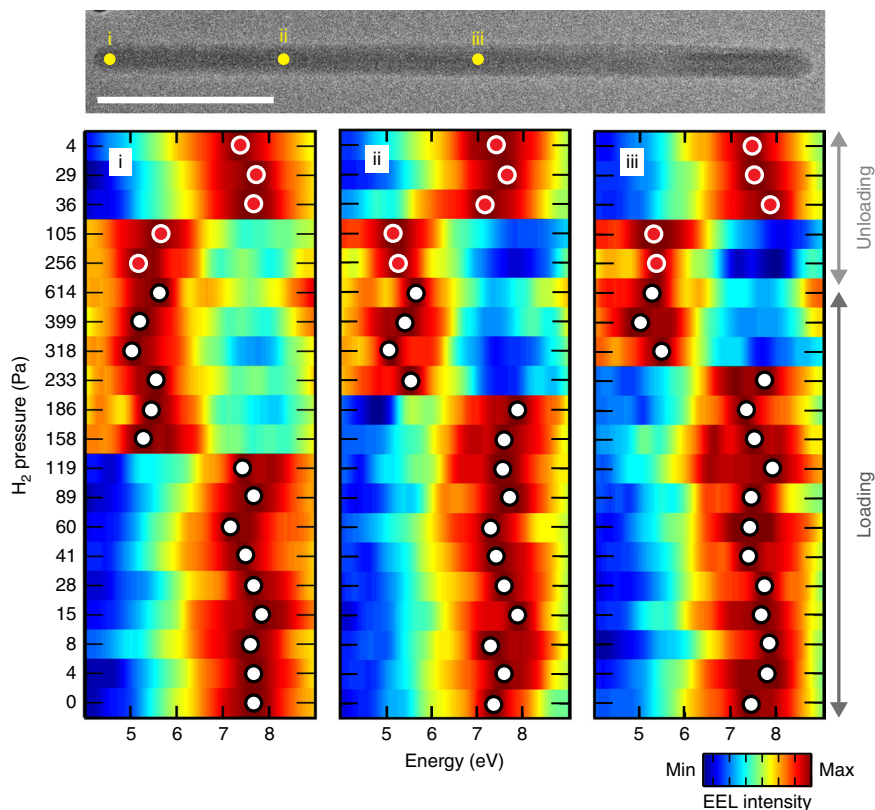 i ii iii
i ii iii
4
29
36
105
256
614
399
318
233
186
158
119
89
60
41
28
15
8
4
0
H₂ pressure (Pa)
Unloading
Loading
5 6 7 8 5 6 7 8 5 6 7 8
Energy (eV)
Min Max
EEL intensity